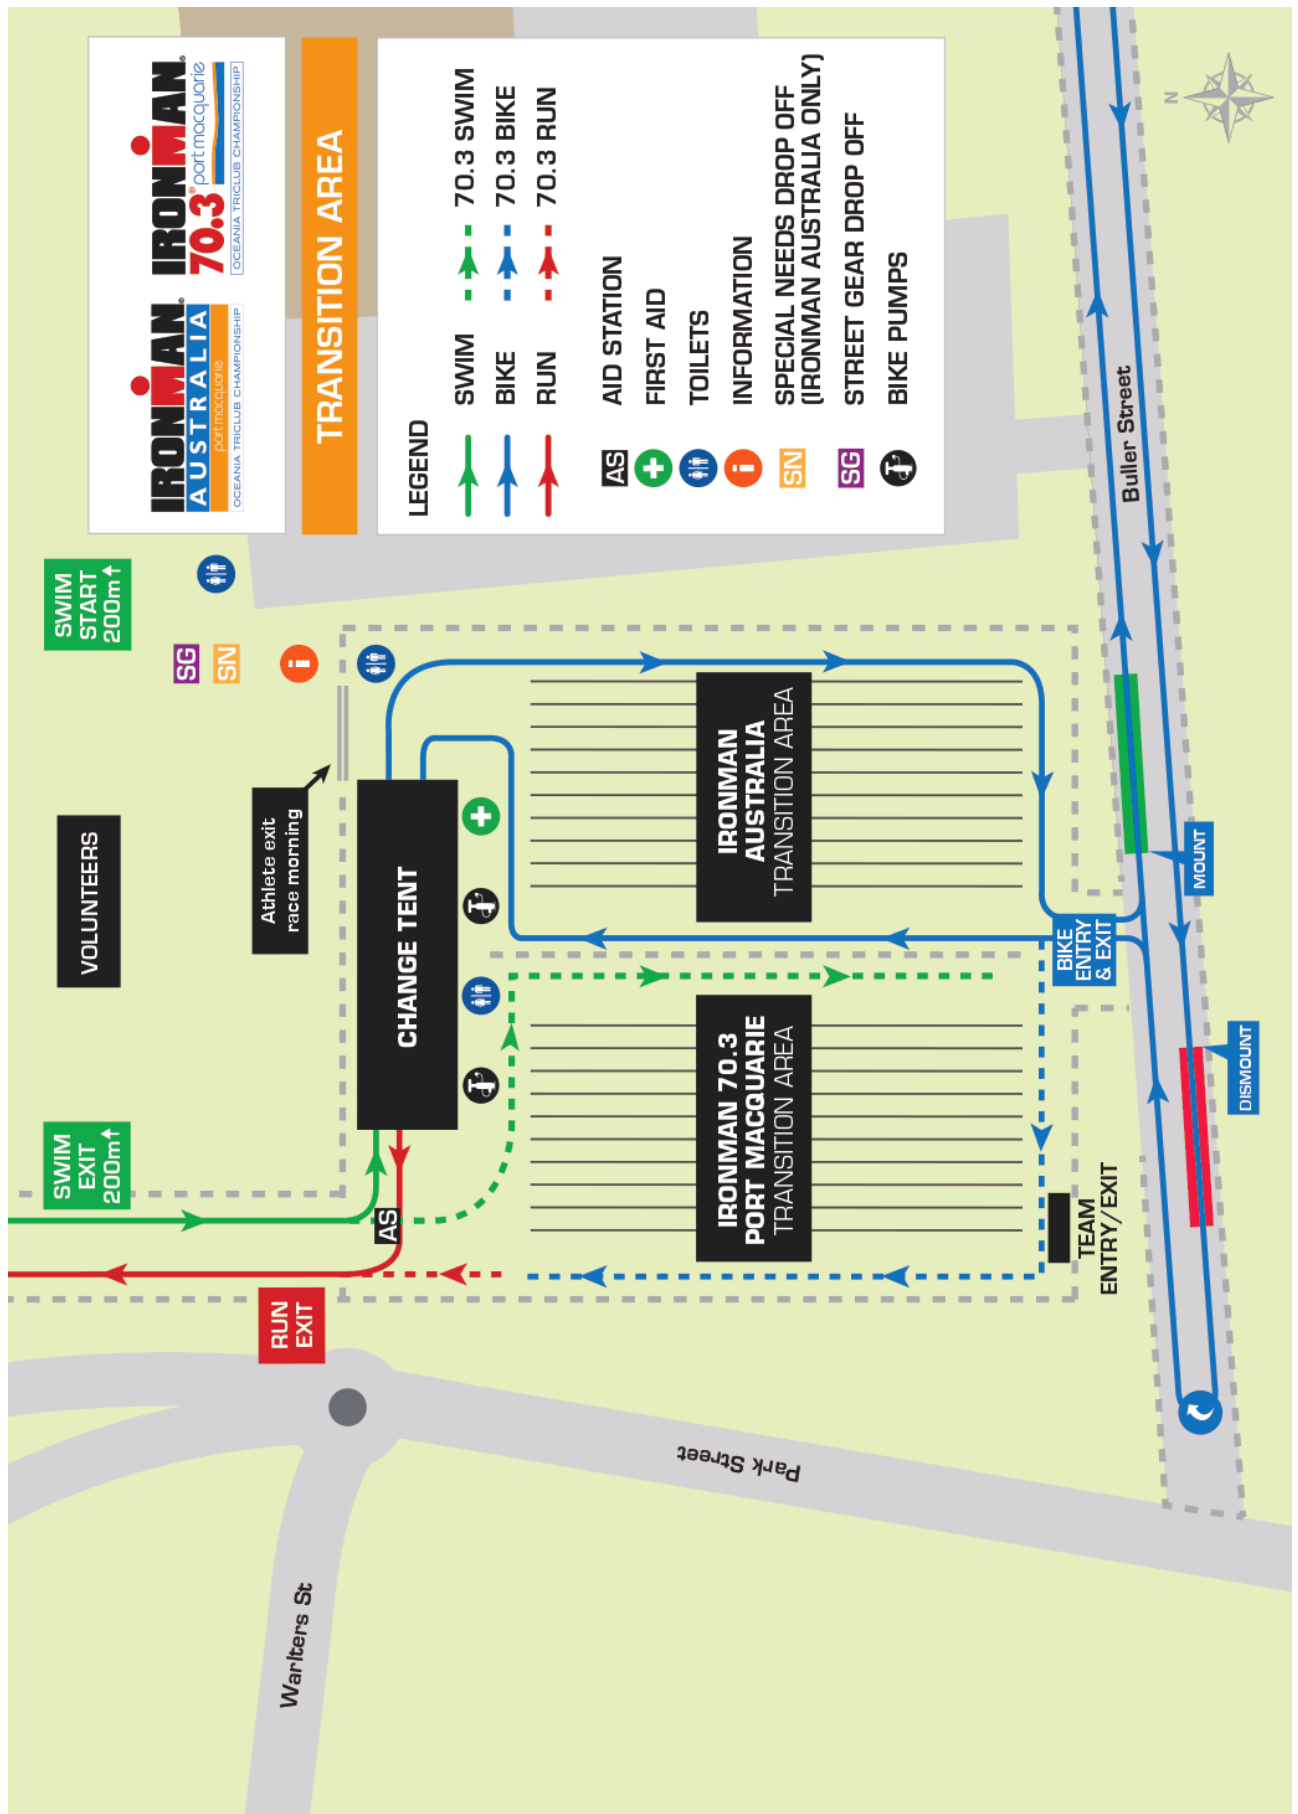 IRONMAN
AUSTRALIA
port macquarie
OCEANIA TRICLUB CHAMPIONSHIP
IRONMAN
70.3 port macquarie
OCEANIA TRICLUB CHAMPIONSHIP
TRANSITION AREA
LEGEND
SWIM
70.3 SWIM
BIKE
70.3 BIKE
RUN
70.3 RUN
AS
AID STATION
FIRST AID
TOILETS
i
INFORMATION
SN
SPECIAL NEEDS DROP OFF
(IRONMAN AUSTRALIA ONLY)
SG
STREET GEAR DROP OFF
BIKE PUMPS
N
SWIM
EXIT
200m
VOLUNTEERS
SWIM
START
200m
SG
SN
i
Athlete exit
race morning
RUN
EXIT
AS
CHANGE TENT
IRONMAN 70.3
PORT MACQUARIE
TRANSITION AREA
IRONMAN
AUSTRALIA
TRANSITION AREA
TEAM
ENTRY/EXIT
BIKE
ENTRY
& EXIT
MOUNT
DISMOUNT
Buller Street
Park Street
Warlters St